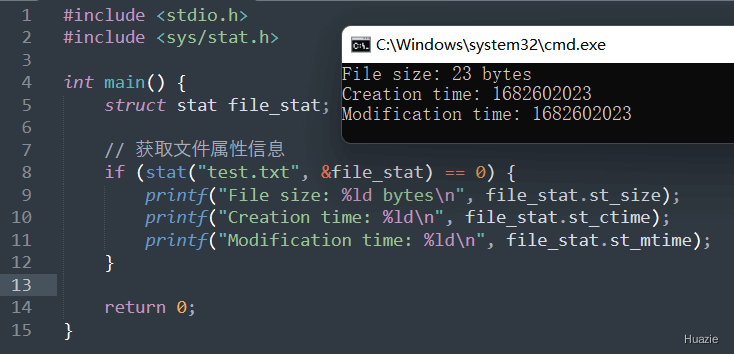 1 #include <stdio.h>
2 #include <sys/stat.h>
3
4 int main() {
5     struct stat file_stat;
6
7     // 获取文件属性信息
8     if (stat("test.txt", &file_stat) == 0) {
9         printf("File size: %ld bytes\n", file_stat.st_size);
10         printf("Creation time: %ld\n", file_stat.st_ctime);
11         printf("Modification time: %ld\n", file_stat.st_mtime);
12     }
13
14     return 0;
15 }
C:\Windows\system32\cmd.exe
File size: 23 bytes
Creation time: 1682602023
Modification time: 1682602023
Huazie